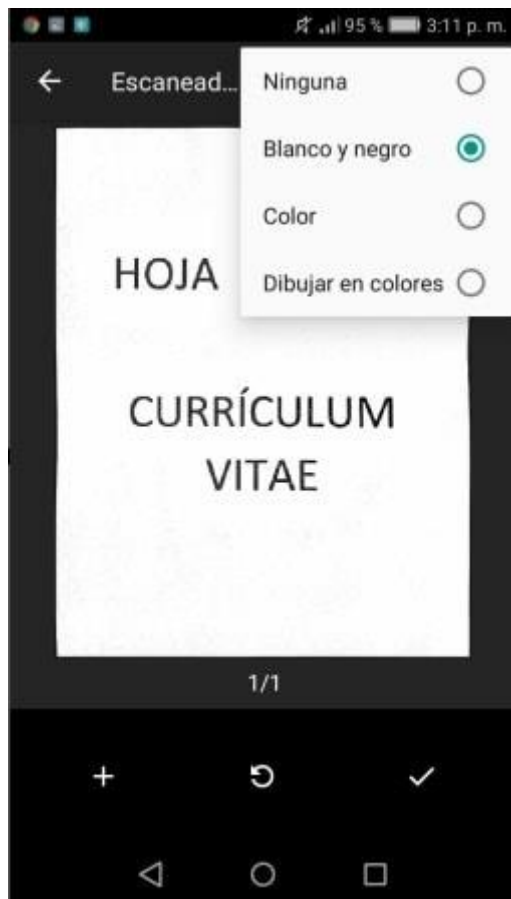 95 % 3:11 p. m.
Escanead...
Ninguna
Blanco y negro
Color
Dibujar en colores
HOJA
CURRÍCULUM
VITAE
1/1